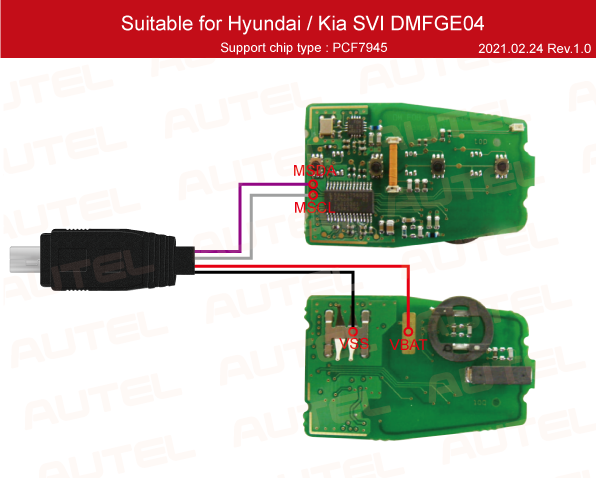 Suitable for Hyundai / Kia SVI DMFGE04
Support chip type : PCF7945
2021.02.24 Rev.1.0
AUTEL
MSDA
MSCL
VSS
VBAT